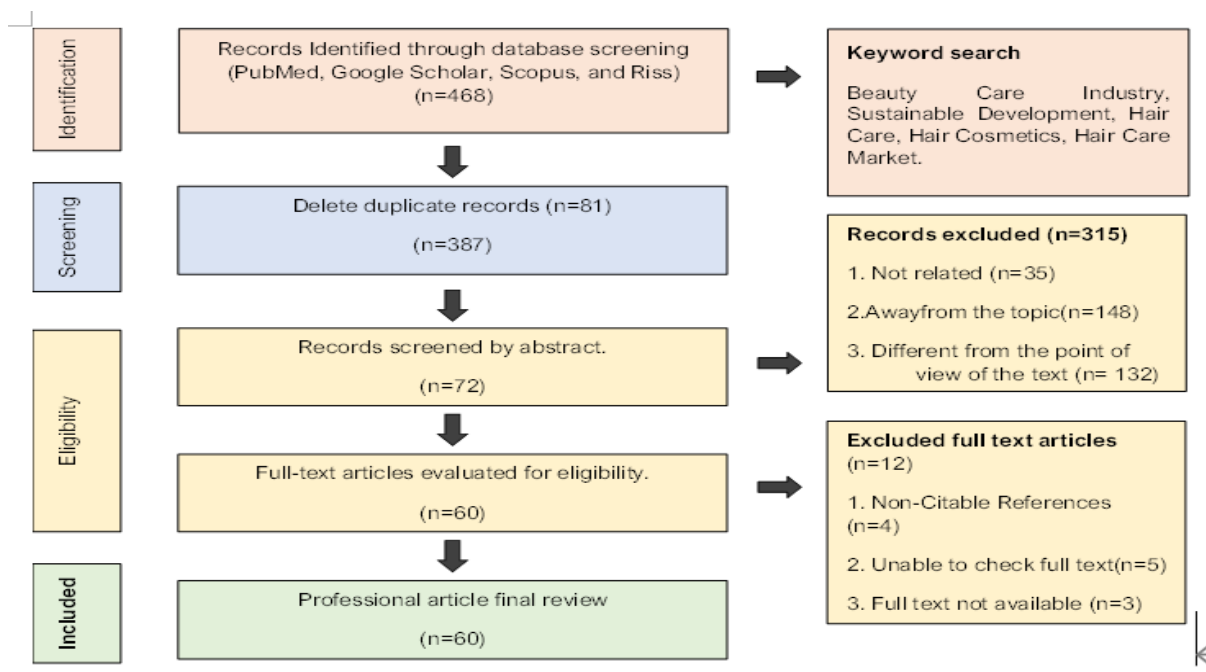 Identification
Records Identified through database screening
(PubMed, Google Scholar, Scopus, and Riss)
(n=468)
Keyword search
Beauty Care Industry,
Sustainable Development, Hair
Care, Hair Cosmetics, Hair Care
Market.
Screening
Delete duplicate records (n=81)
(n=387)
Records excluded (n=315)
1. Not related (n=35)
2.Awayfrom the topic(n=148)
3. Different from the point of
view of the text (n= 132)
Eligibility
Records screened by abstract.
(n=72)
Full-text articles evaluated for eligibility.
(n=60)
Excluded full text articles
(n=12)
1. Non-Citable References
(n=4)
2. Unable to check full text(n=5)
3. Full text not available (n=3)
Included
Professional article final review
(n=60)